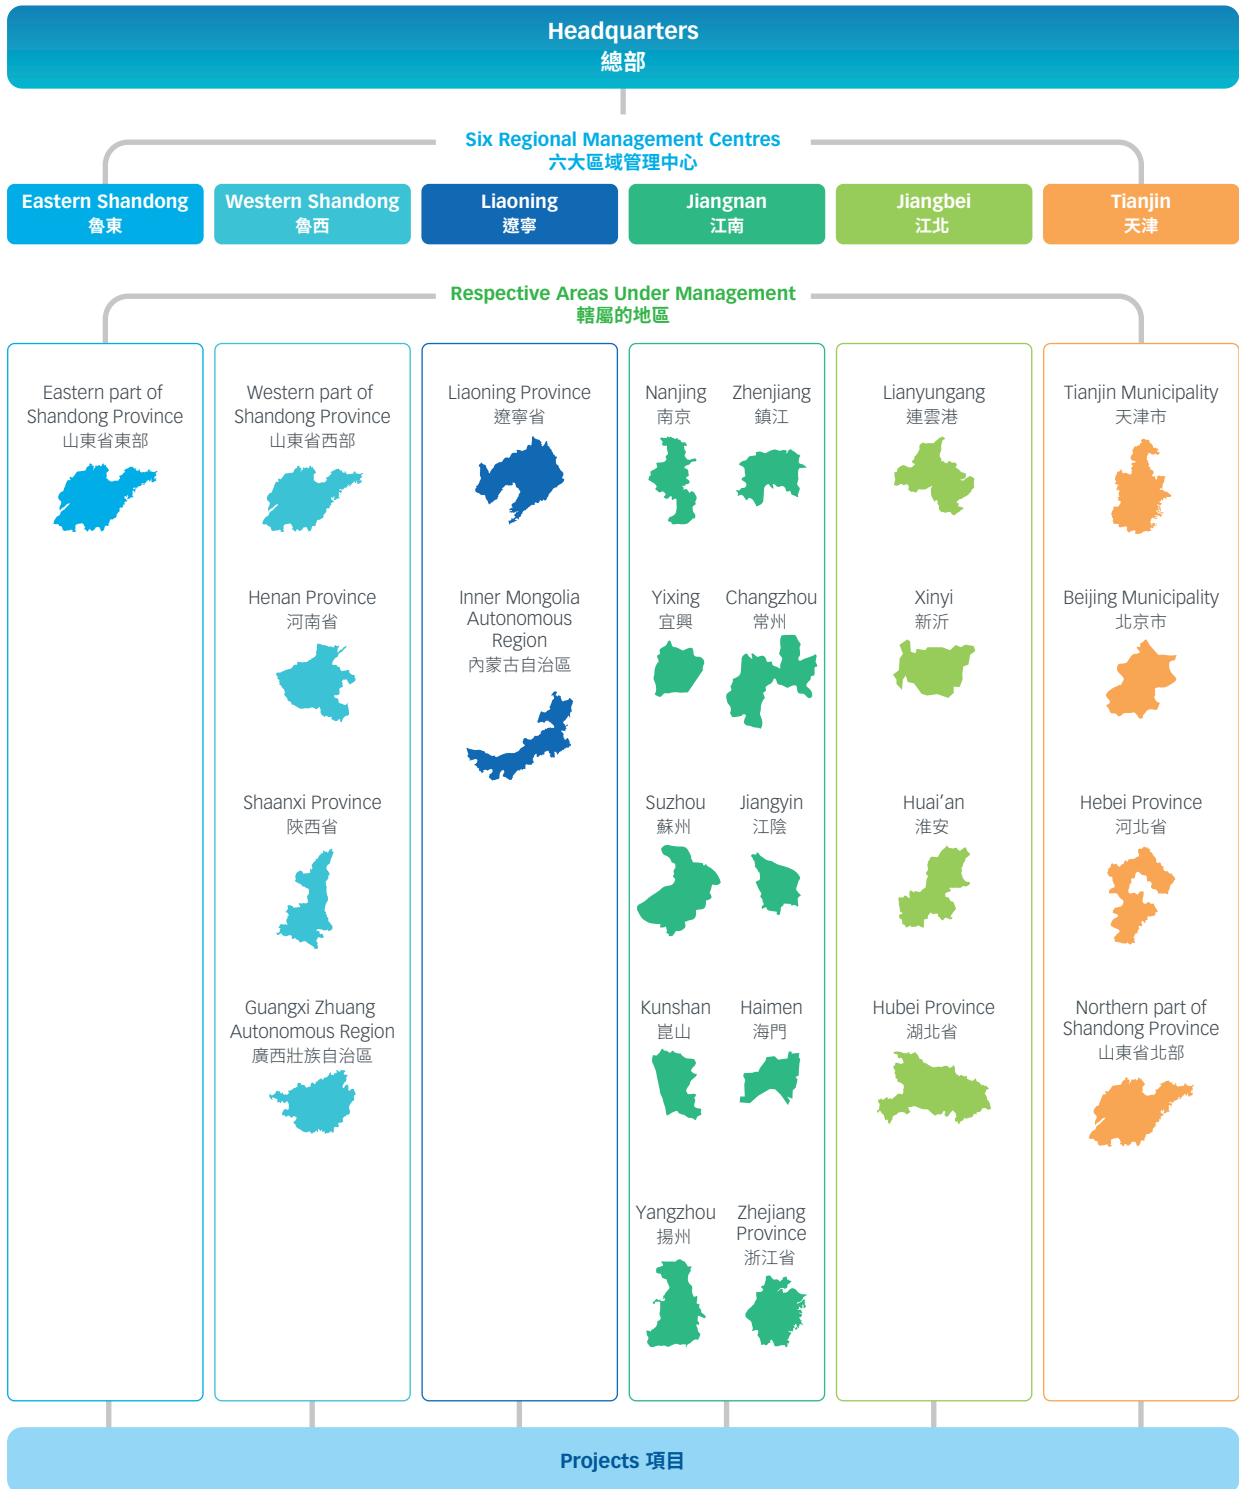 Headquarters
總部
Six Regional Management Centres
六大區域管理中心
Eastern Shandong
魯東
Western Shandong
魯西
Liaoning
遼寧
Jiangnan
江南
Jiangbei
江北
Tianjin
天津
Respective Areas Under Management
轄屬的地區
Eastern part of
Shandong Province
山東省東部
Western part of
Shandong Province
山東省西部
Henan Province
河南省
Shaanxi Province
陝西省
Guangxi Zhuang
Autonomous Region
廣西壯族自治區
Liaoning Province
遼寧省
Inner Mongolia
Autonomous
Region
內蒙古自治區
Nanjing
南京
Zhenjiang
鎮江
Yixing
宜興
Changzhou
常州
Suzhou
蘇州
Jiangyin
江陰
Kunshan
崑山
Haimen
海門
Yangzhou
揚州
Zhejiang
Province
浙江省
Lianyungang
連雲港
Xinyi
新沂
Huai’an
淮安
Hubei Province
湖北省
Tianjin Municipality
天津市
Beijing Municipality
北京市
Hebei Province
河北省
Northern part of
Shandong Province
山東省北部
Projects 項目